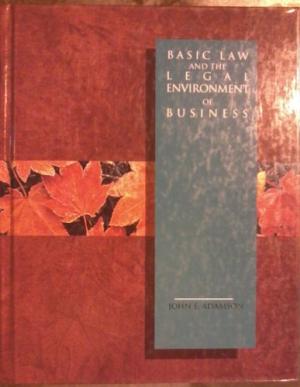 BASIC LAW
AND THE
LEGAL
ENVIRONMENT
OF
BUSINESS
JOHN E. ADAMSON